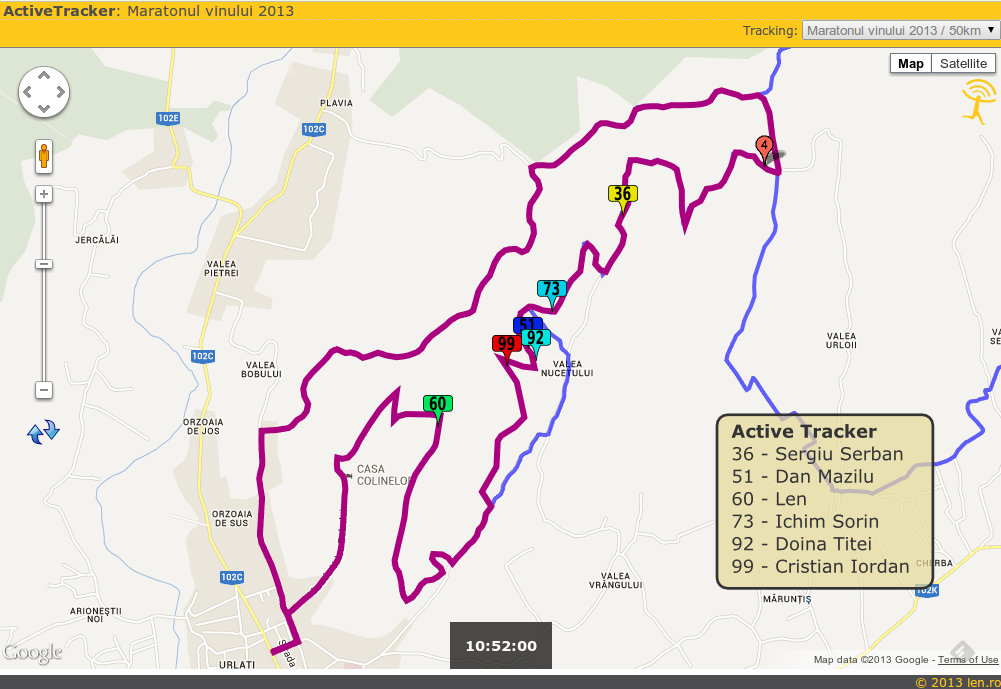 ActiveTracker: Maratonul vinului 2013
Tracking: Maratonul vinului 2013 / 50km
Map Satellite
PLAVIA
102E
102C
4
36
JERCĂLĂI
VALEA
PIETREI
73
51
92
99
VALEA
URLOII
102C
VALEA
BOBULUI
VALEA
NUCETULUI
60
ORZOAIA
DE JOS
CASA
COLINELOR
ORZOAIA
DE SUS
Active Tracker
36 - Sergiu Serban
51 - Dan Mazilu
60 - Len
73 - Ichim Sorin
92 - Doina Titei
99 - Cristian Iordan
102C
VALEA
VRÂNGULUI
102K
MĂRUNȚIȘ
ARIONEȘTII
NOI
Google
URLATI
10:52:00
Map data ©2013 Google - Terms of Use
© 2013 len.ro